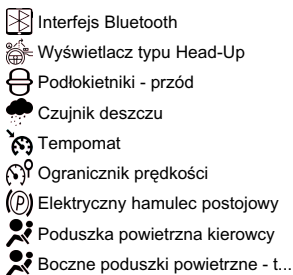 Interfejs Bluetooth
Wyświetlacz typu Head-Up
Podłokietniki - przód
Czujnik deszczu
Tempomat
Ogranicznik prędkości
Elektryczny hamulec postojowy
Poduszka powietrzna kierowcy
Boczne poduszki powietrzne - t...